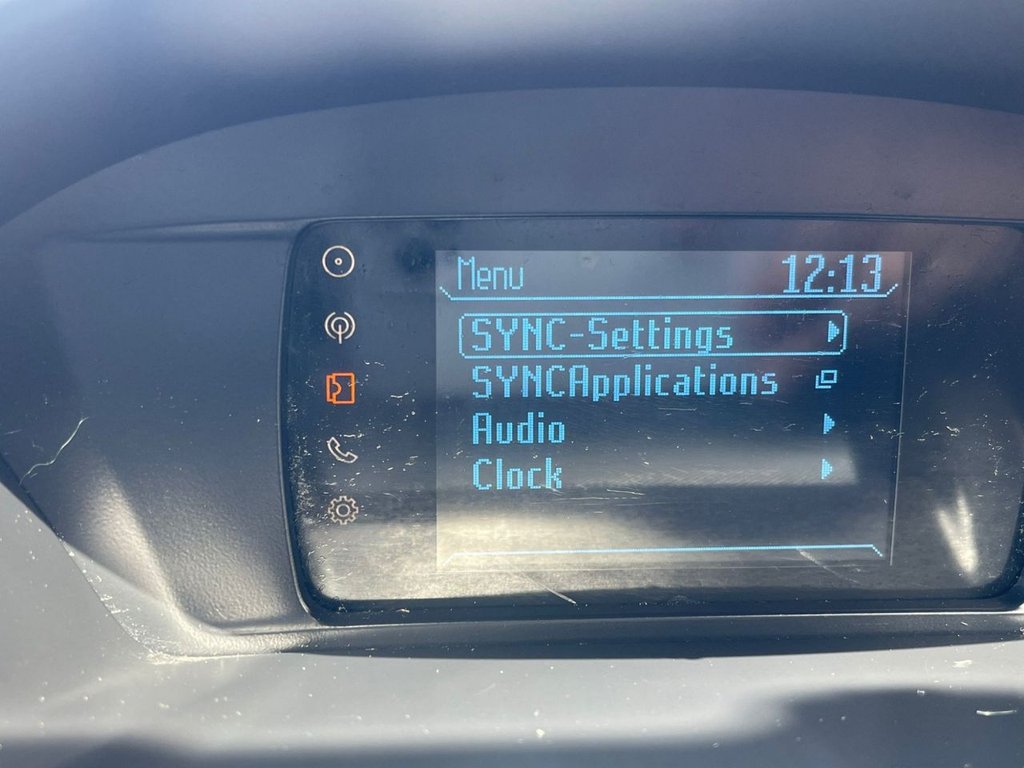 Menu 12:13
SYNC-Settings
SYNCApplications
Audio
Clock